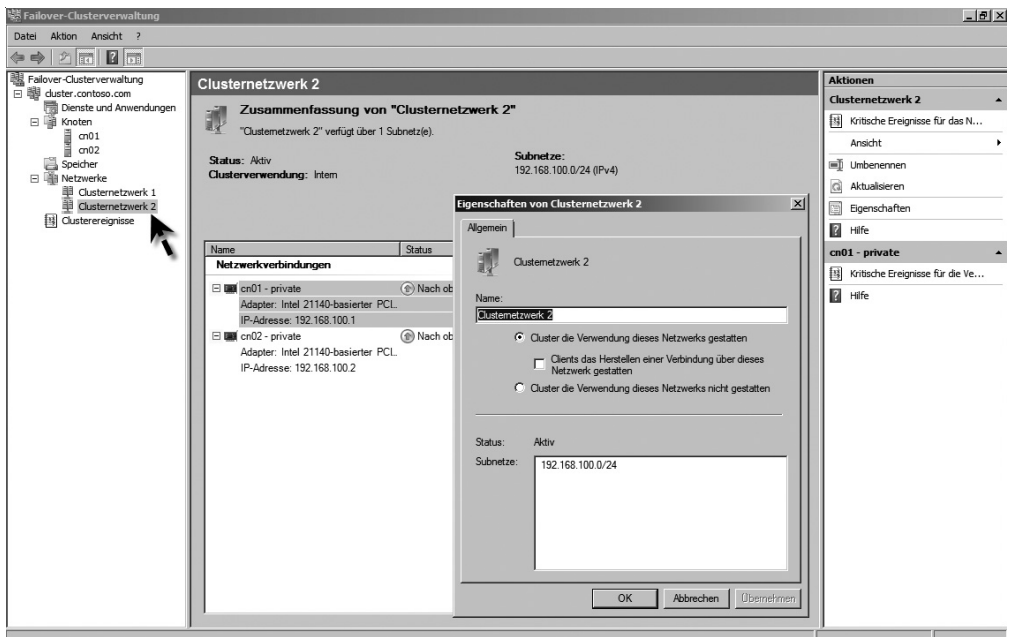 Failover-Clusterverwaltung
Datei Aktion Ansicht ?
Failover-Clusterverwaltung
cluster.contoso.com
Dienste und Anwendungen
Knoten
cn01
cn02
Speicher
Netzwerke
Clusternetzwerk 1
Clusternetzwerk 2
Clusterereignisse
Clusternetzwerk 2
Zusammenfassung von "Clusternetzwerk 2"
"Clusternetzwerk 2" verfügt über 1 Subnetz(e).
Status: Aktiv
Clusterverwendung: Intern
Subnetze:
192.168.100.0/24 (IPv4)
Name Status
Netzwerkverbindungen
cn01 - private Nach ob
Adapter: Intel 21140-basierter PCI...
IP-Adresse: 192.168.100.1
cn02 - private Nach ob
Adapter: Intel 21140-basierter PCI...
IP-Adresse: 192.168.100.2
Eigenschaften von Clusternetzwerk 2
Allgemein
Clusternetzwerk 2
Name:
Clusternetzwerk 2
Cluster die Verwendung dieses Netzwerks gestatten
Clients das Herstellen einer Verbindung über dieses
Netzwerk gestatten
Cluster die Verwendung dieses Netzwerks nicht gestatten
Status: Aktiv
Subnetze: 192.168.100.0/24
OK Abbrechen Übernehmen
Aktionen
Clusternetzwerk 2
Kritische Ereignisse für das N...
Ansicht
Umbenennen
Aktualisieren
Eigenschaften
Hilfe
cn01 - private
Kritische Ereignisse für die Ve...
Hilfe